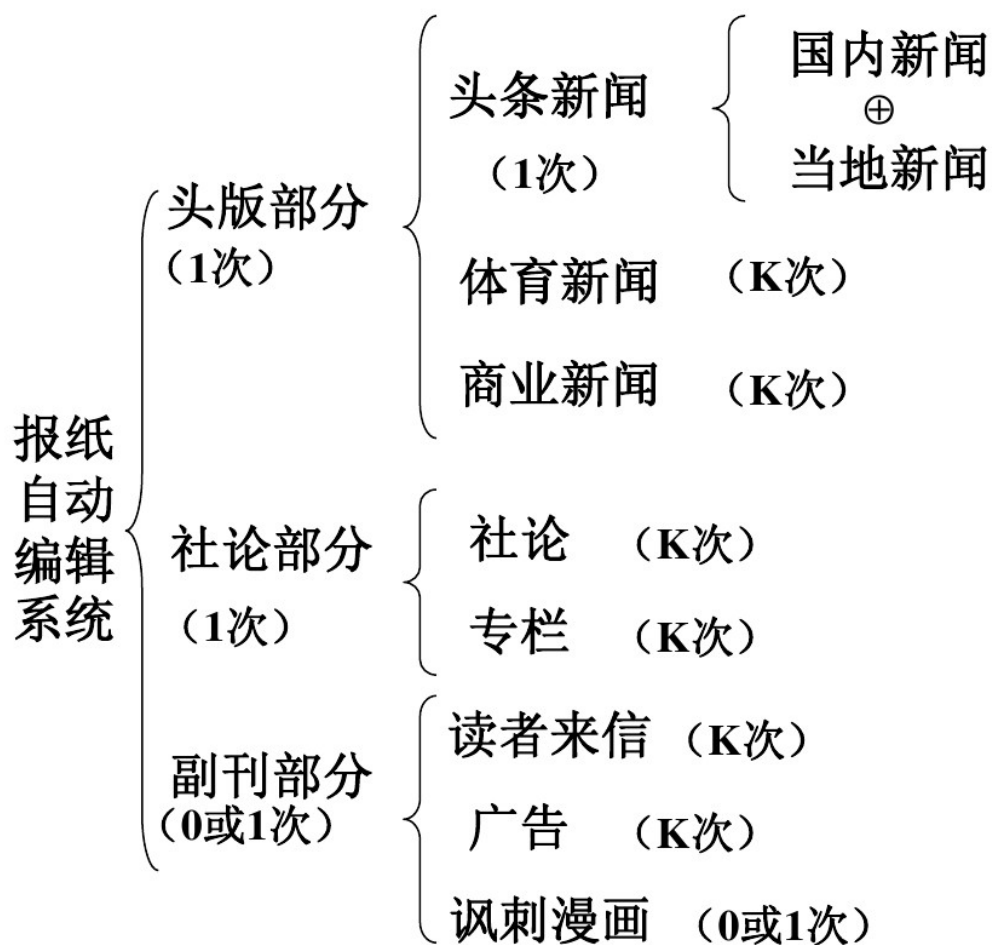 报纸
自动
编辑
系统
头版部分
（1次）
头条新闻
（1次）
国内新闻
⊕
当地新闻
体育新闻 （K次）
商业新闻 （K次）
社论部分
（1次）
社论 （K次）
专栏 （K次）
副刊部分
（0或1次）
读者来信 （K次）
广告 （K次）
讽刺漫画 （0或1次）